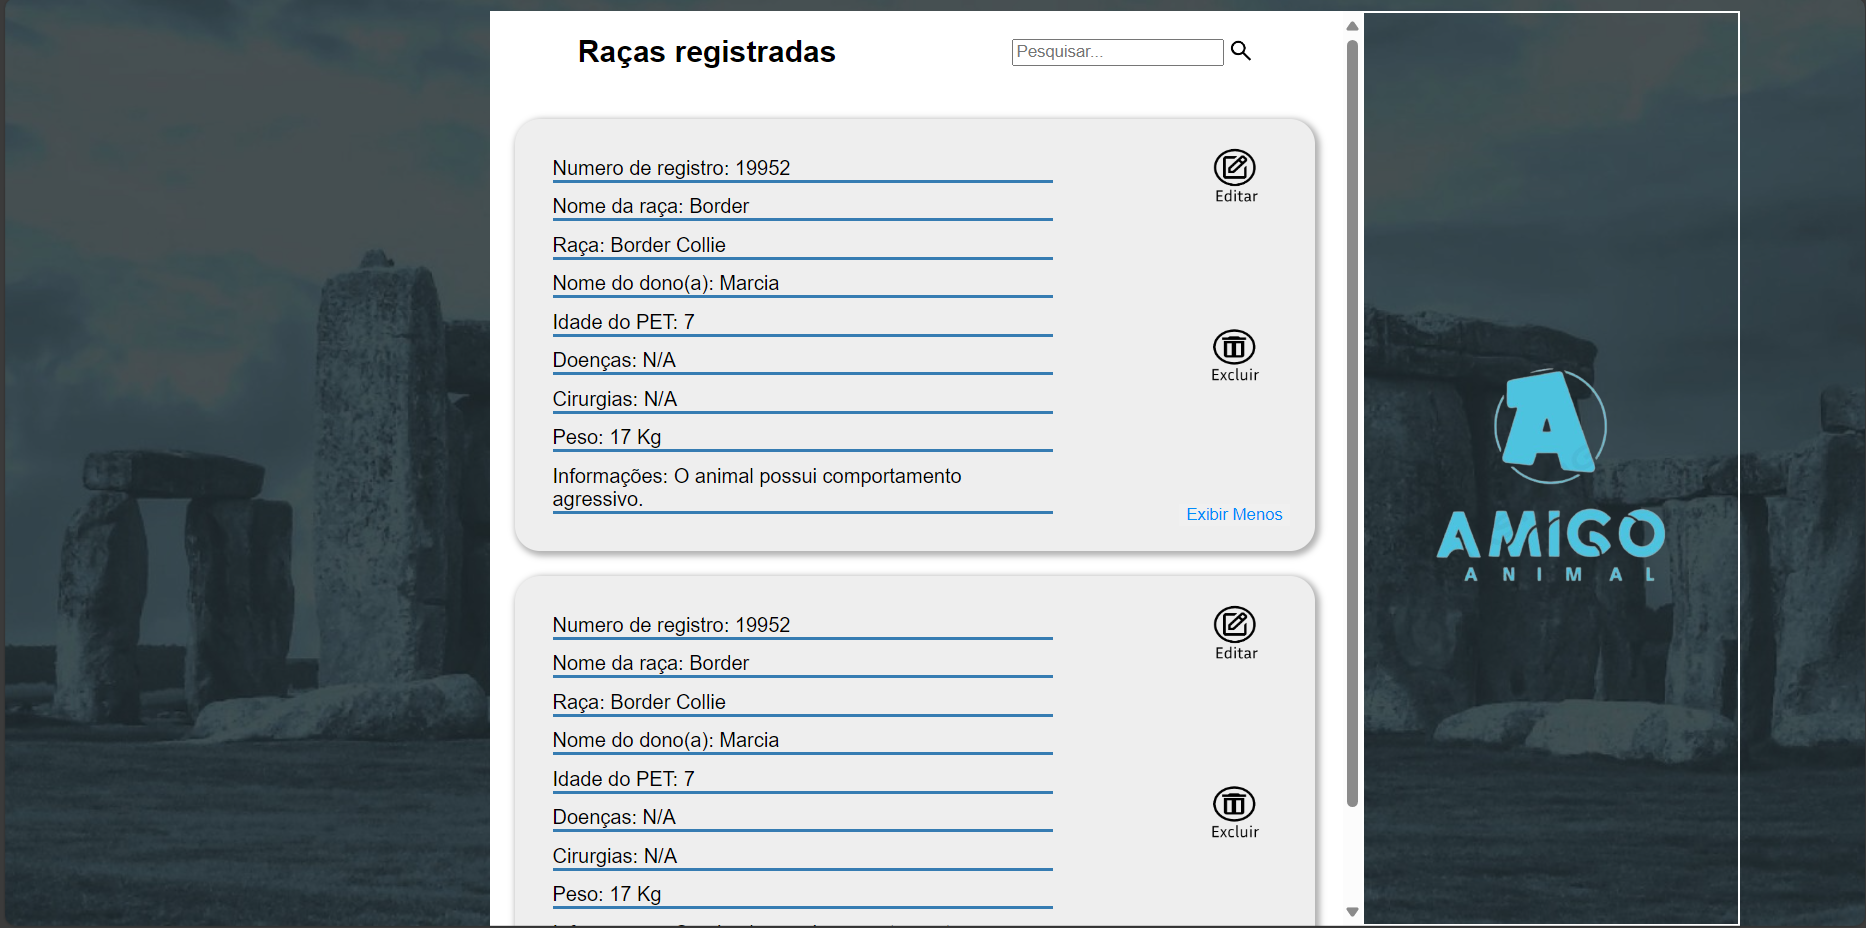 Raças registradas
Pesquisar...
Numero de registro: 19952
Editar
Nome da raça: Border
Raça: Border Collie
Nome do dono(a): Marcia
Idade do PET: 7
Doenças: N/A
Excluir
Cirurgias: N/A
Peso: 17 Kg
Informações: O animal possui comportamento
agressivo.
Exibir Menos
A
AMIGO
ANIMAL
Numero de registro: 19952
Editar
Nome da raça: Border
Raça: Border Collie
Nome do dono(a): Marcia
Idade do PET: 7
Doenças: N/A
Excluir
Cirurgias: N/A
Peso: 17 Kg